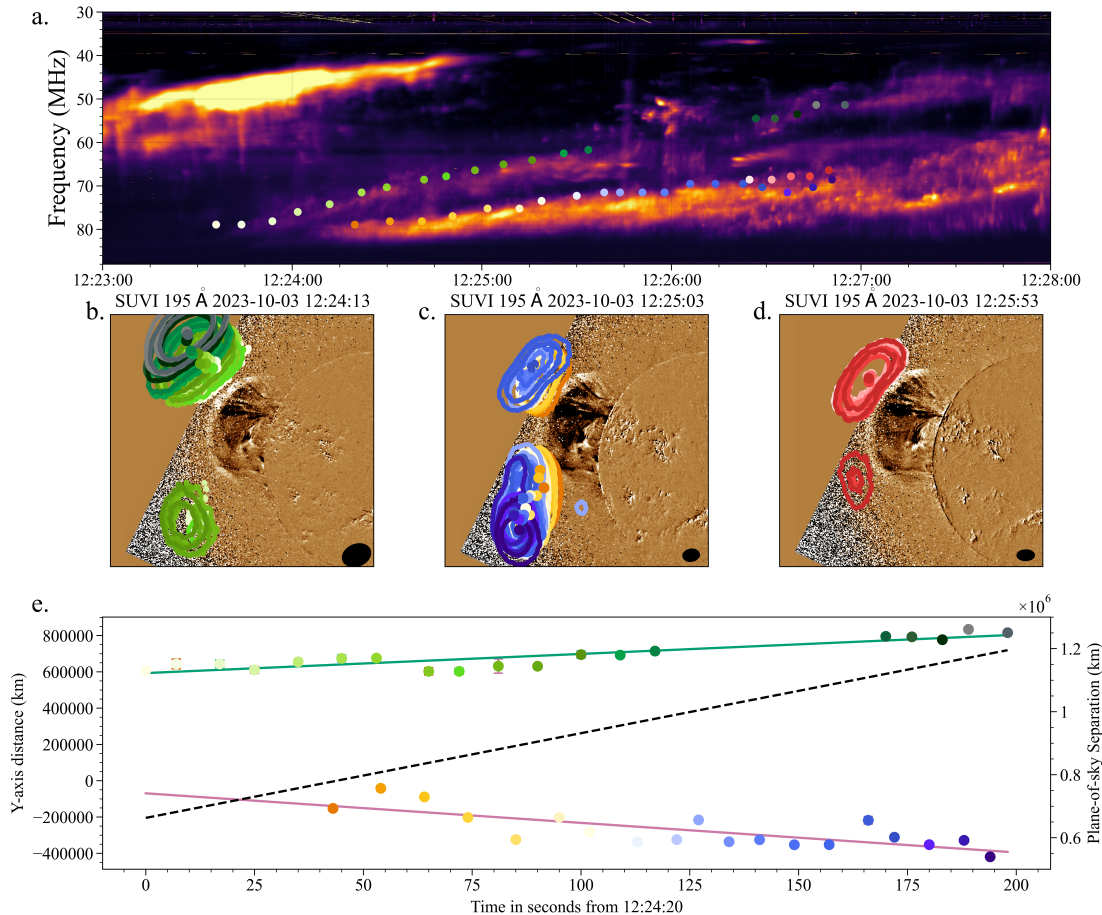 a.
30
40
50
60
70
80
Frequency (MHz)
12:23:00
12:24:00
12:25:00
12:26:00
12:27:00
12:28:00
b.
SUVI 195 Å 2023-10-03 12:24:13
c.
SUVI 195 Å 2023-10-03 12:25:03
d.
SUVI 195 Å 2023-10-03 12:25:53
e.
×10⁶
800000
600000
400000
200000
0
−200000
−400000
Y-axis distance (km)
1.2
1
0.8
0.6
Plane-of-sky Separation (km)
0
25
50
75
100
125
150
175
200
Time in seconds from 12:24:20